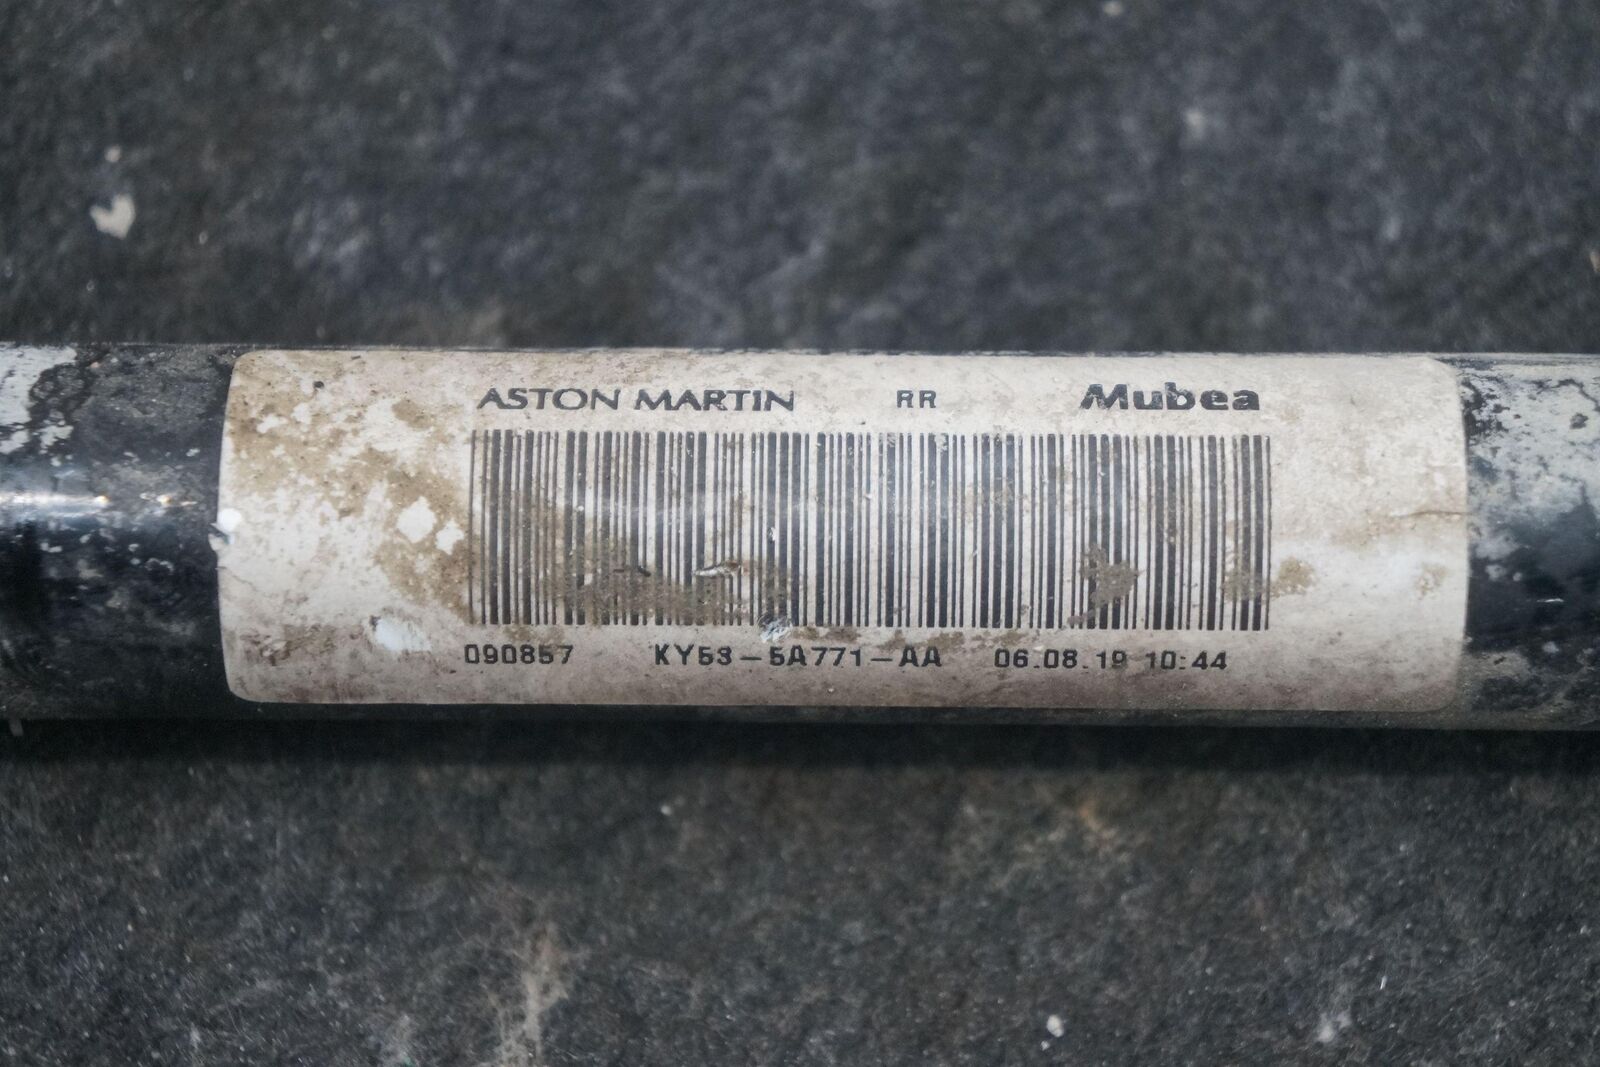 ASTON MARTIN RR Mubea
090857 KY53-5A771-AA 06.08.19 10:44